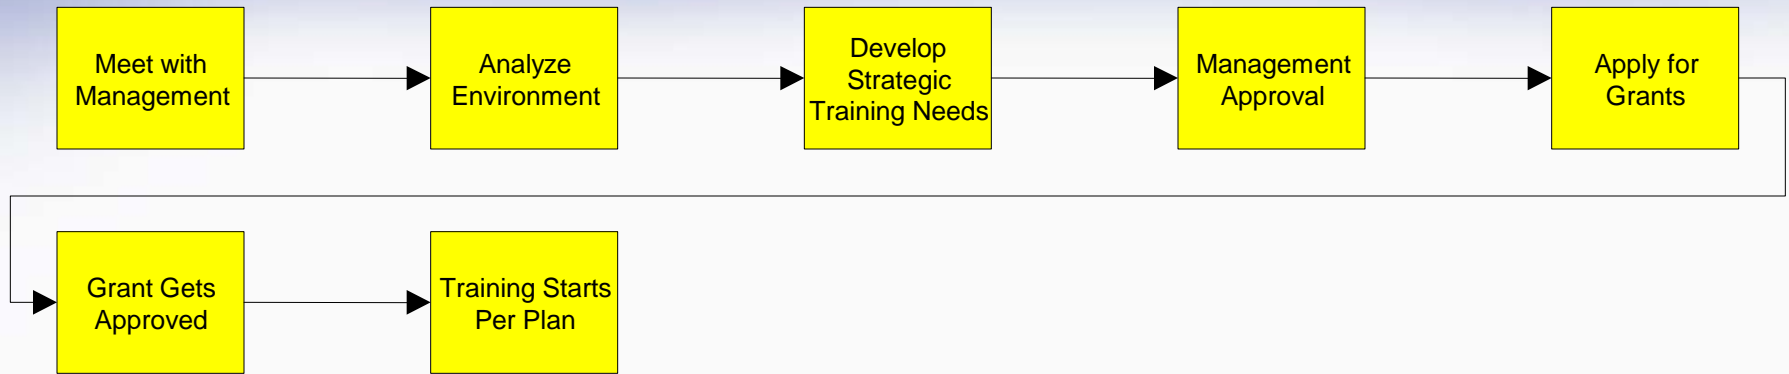 Meet with
Management
Analyze
Environment
Develop
Strategic
Training Needs
Management
Approval
Apply for
Grants
Grant Gets
Approved
Training Starts
Per Plan